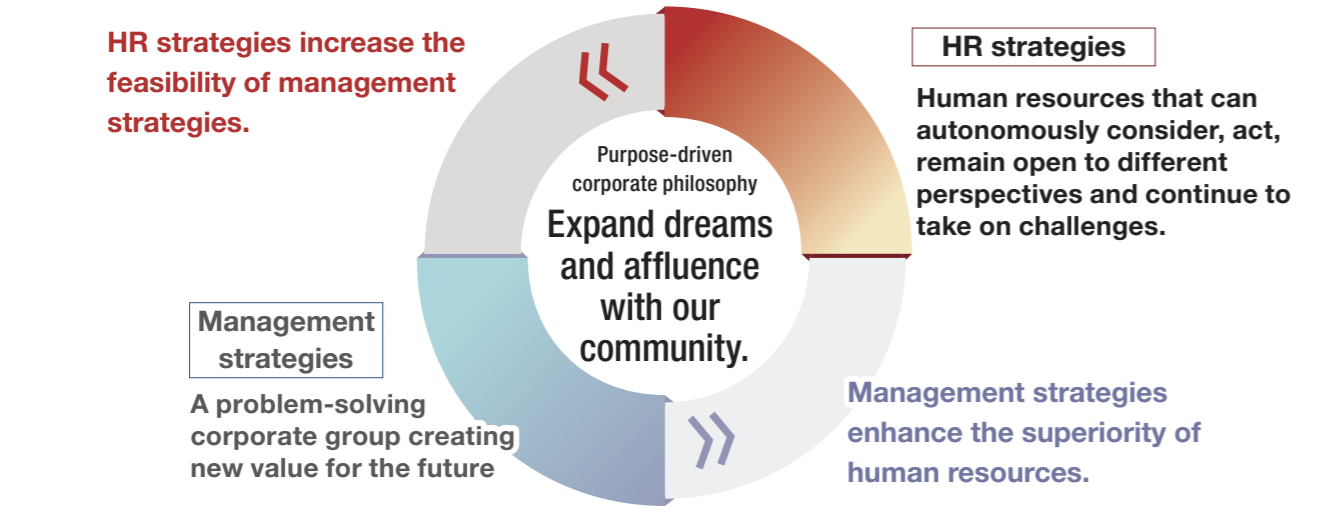 HR strategies increase the
feasibility of management
strategies.
HR strategies
Human resources that can
autonomously consider, act,
remain open to different
perspectives and continue to
take on challenges.
Purpose-driven
corporate philosophy
Expand dreams
and affluence
with our
community.
Management
strategies
A problem-solving
corporate group creating
new value for the future
Management strategies
enhance the superiority of
human resources.